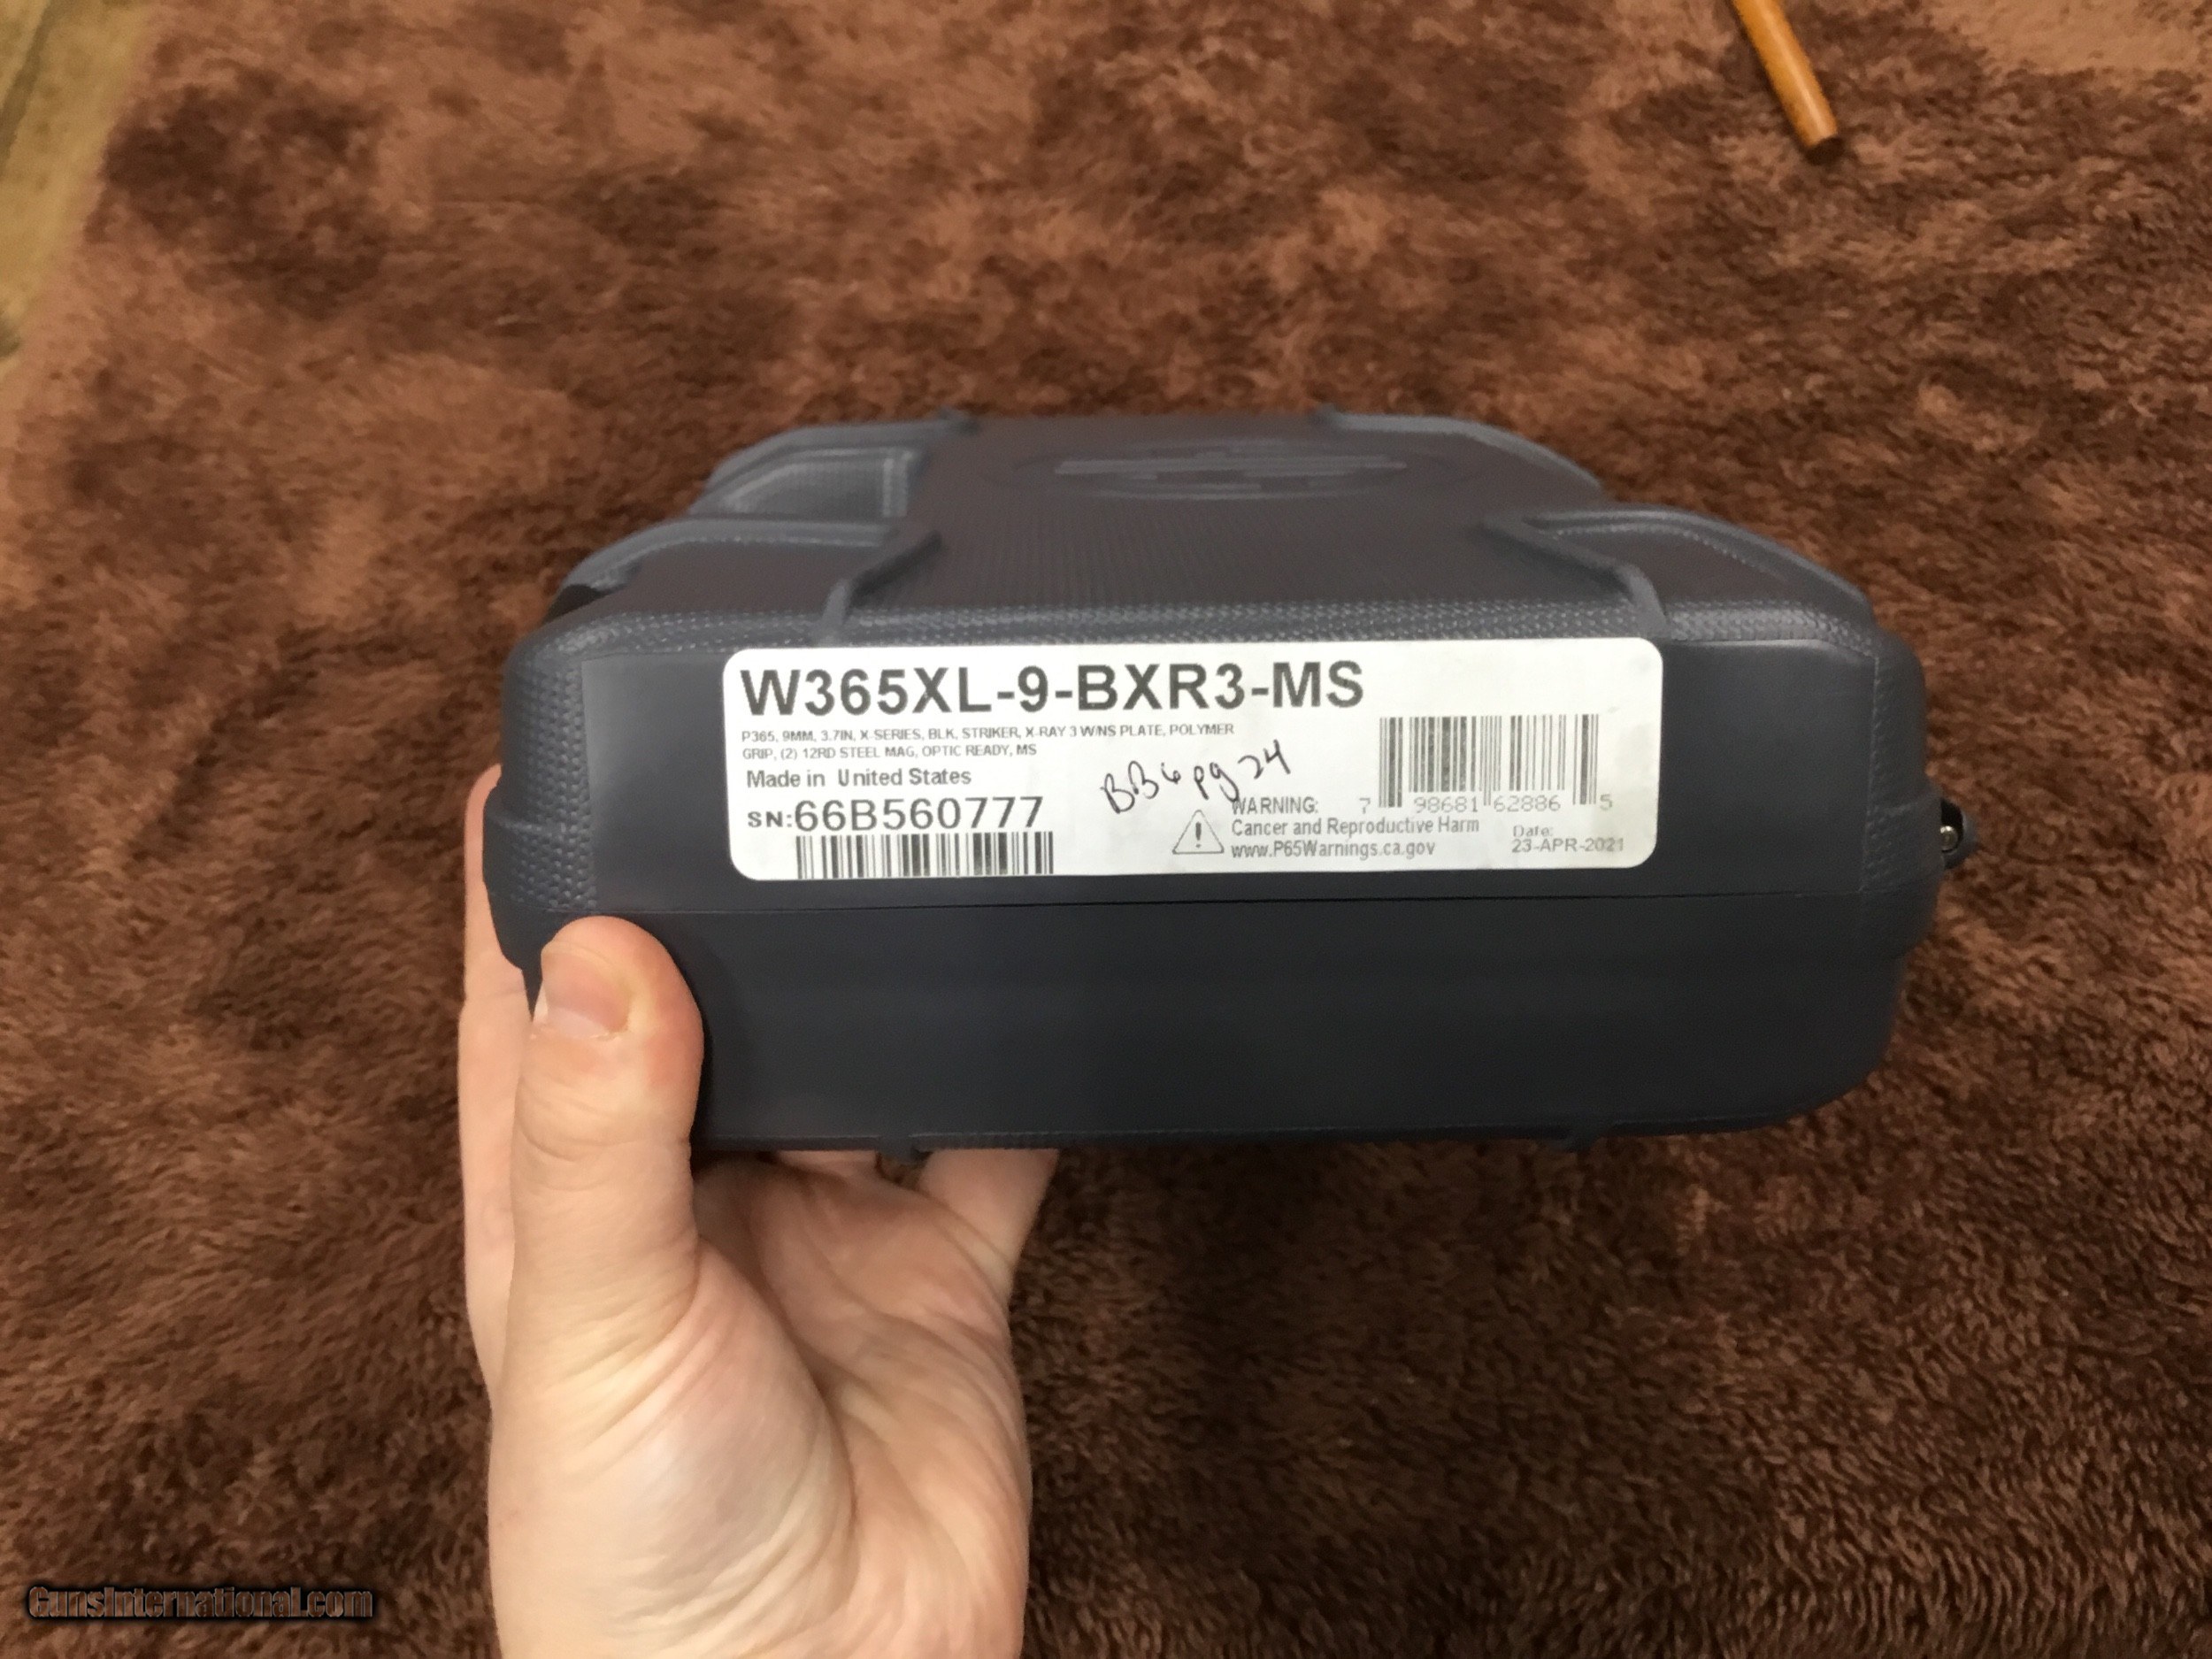 W365XL-9-BXR3-MS
P365, 9MM, 3.7IN, X-SERIES, BLK, STRIKER, X-RAY 3 W/NS PLATE, POLYMER
GRIP, (2) 12RD STEEL MAG, OPTIC READY, MS
Made in United States
SN:66B560777
BB6 pg 24
WARNING:
Cancer and Reproductive Harm
www.P65Warnings.ca.gov
7 98681 62886 5
Date:
23-APR-2021
GunsInternational.com